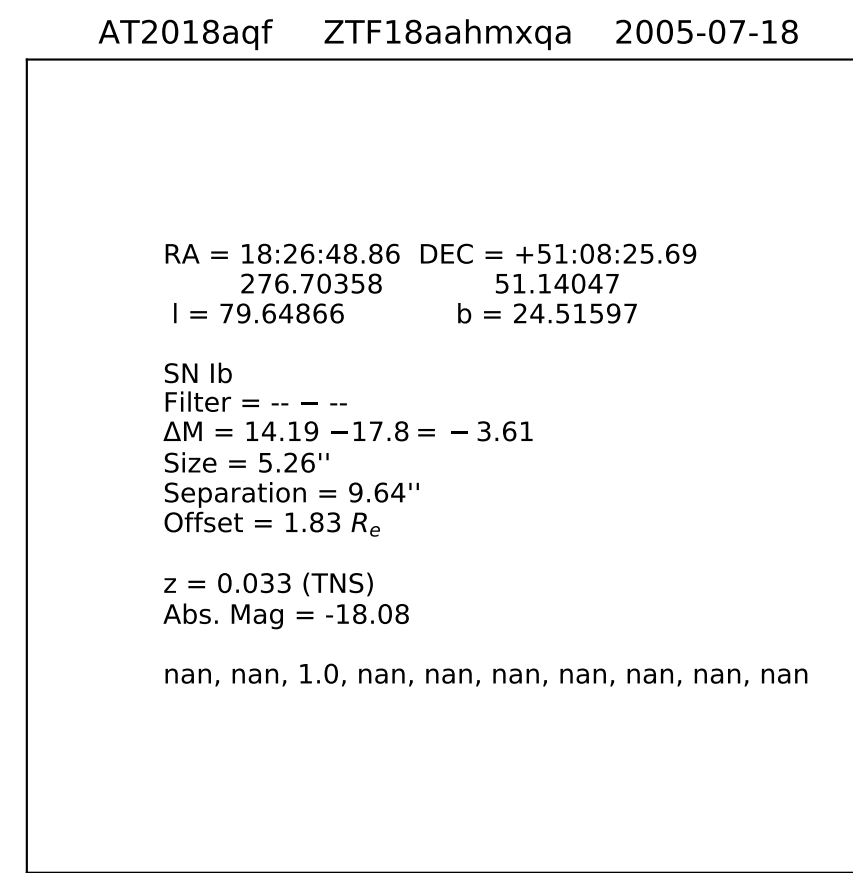 AT2018aqf ZTF18aahmxqa 2005-07-18
RA = 18:26:48.86 DEC = +51:08:25.69
276.70358 51.14047
l = 79.64866 b = 24.51597
SN Ib
Filter = -- − --
ΔM = 14.19 −17.8 = − 3.61
Size = 5.26''
Separation = 9.64''
Offset = 1.83 Rₑ
z = 0.033 (TNS)
Abs. Mag = -18.08
nan, nan, 1.0, nan, nan, nan, nan, nan, nan, nan